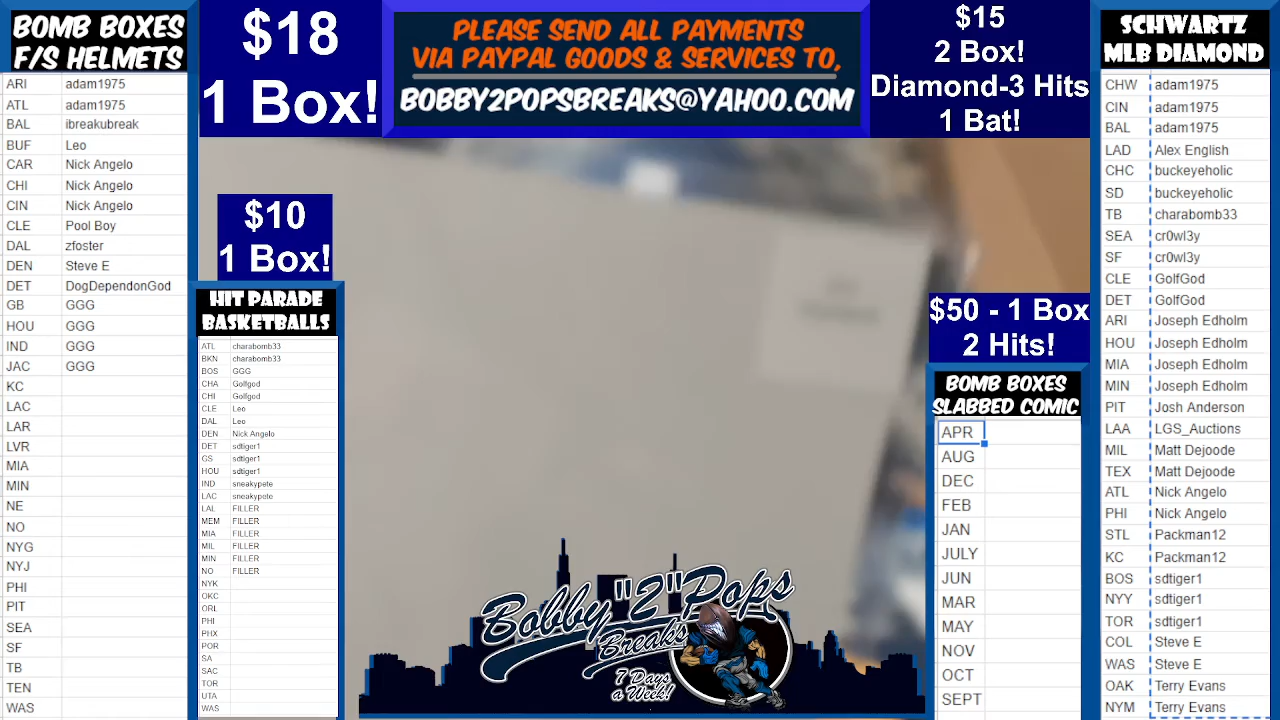 BOMB BOXES
F/S HELMETS
ARI adam1975
ATL adam1975
BAL ibreakubreak
BUF Leo
CAR Nick Angelo
CHI Nick Angelo
CIN Nick Angelo
CLE Pool Boy
DAL zfoster
DEN Steve E
DET DogDependonGod
GB GGG
HOU GGG
IND GGG
JAC GGG
KC
LAC
LAR
LVR
MIA
MIN
NE
NO
NYG
NYJ
PHI
PIT
SEA
SF
TB
TEN
WAS
$18
1 Box!
$10
1 Box!
HIT PARADE
BASKETBALLS
ATL charabomb33
BKN charabomb33
BOS GGG
CHA Golfgod
CHI Golfgod
CLE Leo
DAL Leo
DEN Nick Angelo
DET sdtiger1
GS sdtiger1
HOU sdtiger1
IND sneakypete
LAC sneakypete
LAL FILLER
MEM FILLER
MIA FILLER
MIL FILLER
MIN FILLER
NO FILLER
NYK
OKC
ORL
PHI
PHX
POR
SA
SAC
TOR
UTA
WAS
PLEASE SEND ALL PAYMENTS
VIA PAYPAL GOODS & SERVICES TO,
BOBBY2POPSBREAKS@YAHOO.COM
Bobby "2" Pops
Breaks
7 Days
a Week!
$15
2 Box!
Diamond-3 Hits
1 Bat!
$50 - 1 Box
2 Hits!
BOMB BOXES
SLABBED COMIC
APR
AUG
DEC
FEB
JAN
JULY
JUN
MAR
MAY
NOV
OCT
SEPT
SCHWARTZ
MLB DIAMOND
CHW adam1975
CIN adam1975
BAL adam1975
LAD Alex English
CHC buckeyeholic
SD buckeyeholic
TB charabomb33
SEA cr0wl3y
SF cr0wl3y
CLE GolfGod
DET GolfGod
ARI Joseph Edholm
HOU Joseph Edholm
MIA Joseph Edholm
MIN Joseph Edholm
PIT Josh Anderson
LAA LGS_Auctions
MIL Matt Dejoode
TEX Matt Dejoode
ATL Nick Angelo
PHI Nick Angelo
STL Packman12
KC Packman12
BOS sdtiger1
NYY sdtiger1
TOR sdtiger1
COL Steve E
WAS Steve E
OAK Terry Evans
NYM Terry Evans